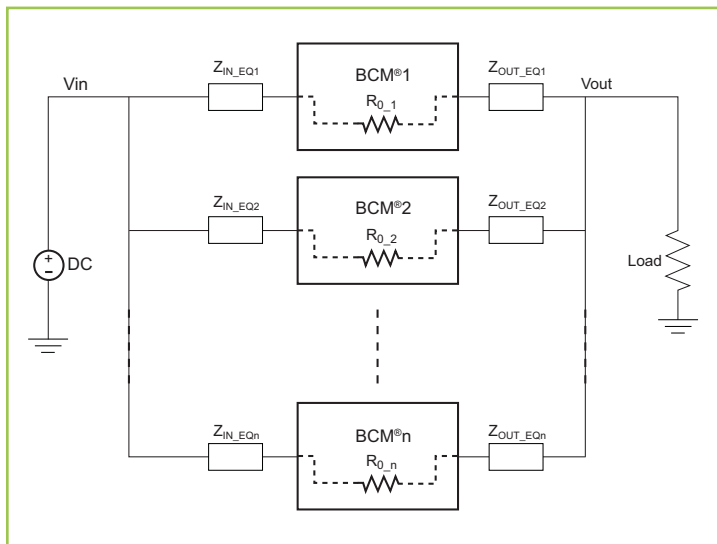 Vin
Z_IN_EQ1
BCM®1
R_0_1
Z_OUT_EQ1
Vout
Z_IN_EQ2
BCM®2
R_0_2
Z_OUT_EQ2
+
DC
Load
Z_IN_EQn
BCM®n
R_0_n
Z_OUT_EQn